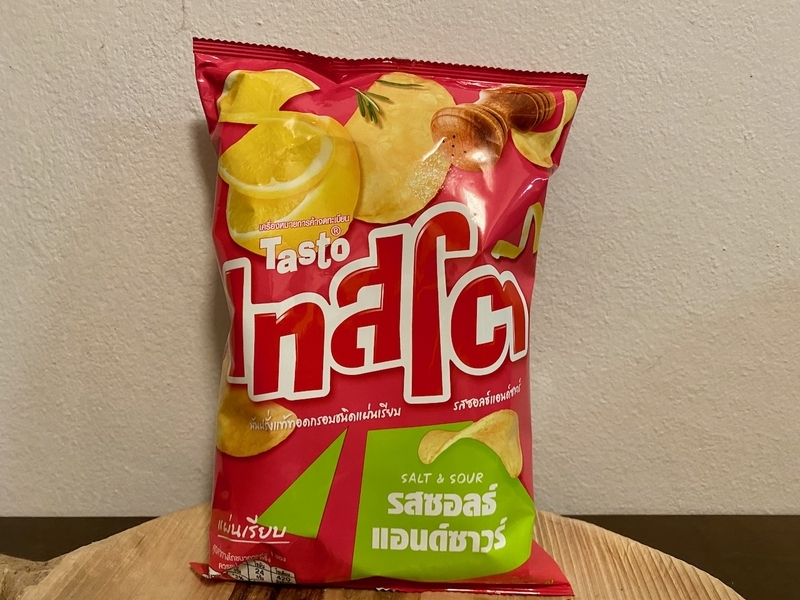 เครื่องหมายการค้าจดทะเบียน
Tasto®
เทสโต
มันฝรั่งแท้ทอดกรอบชนิดแผ่นเรียบ
รสซอลธ์แอนด์ซาวร์
SALT & SOUR
รสซอลธ์
แอนด์ซาวร์
แผ่นเรียบ